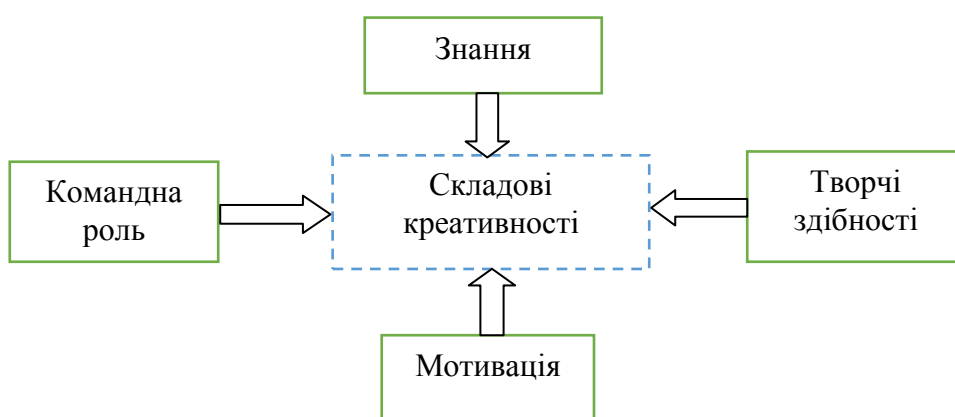 Знання
Командна
роль
Складові
креативності
Творчі
здібності
Мотивація